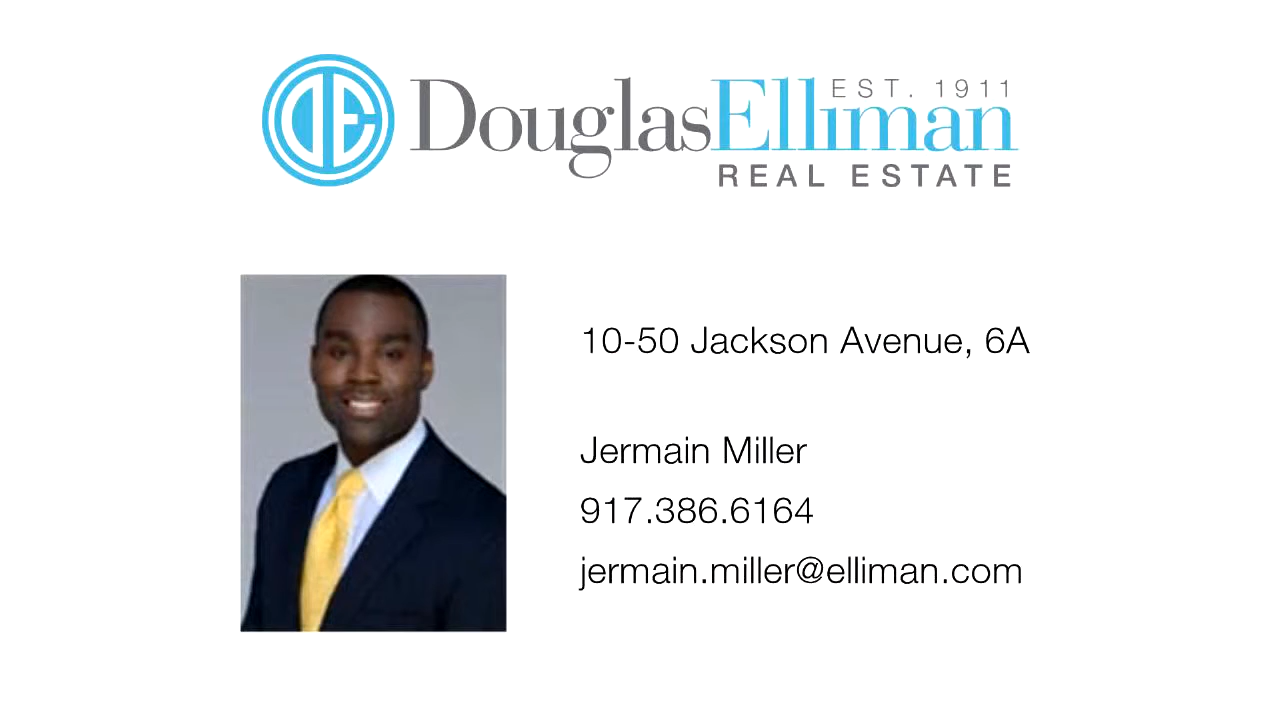 EST. 1911
DouglasElliman
REAL ESTATE
10-50 Jackson Avenue, 6A
Jermain Miller
917.386.6164
jermain.miller@elliman.com